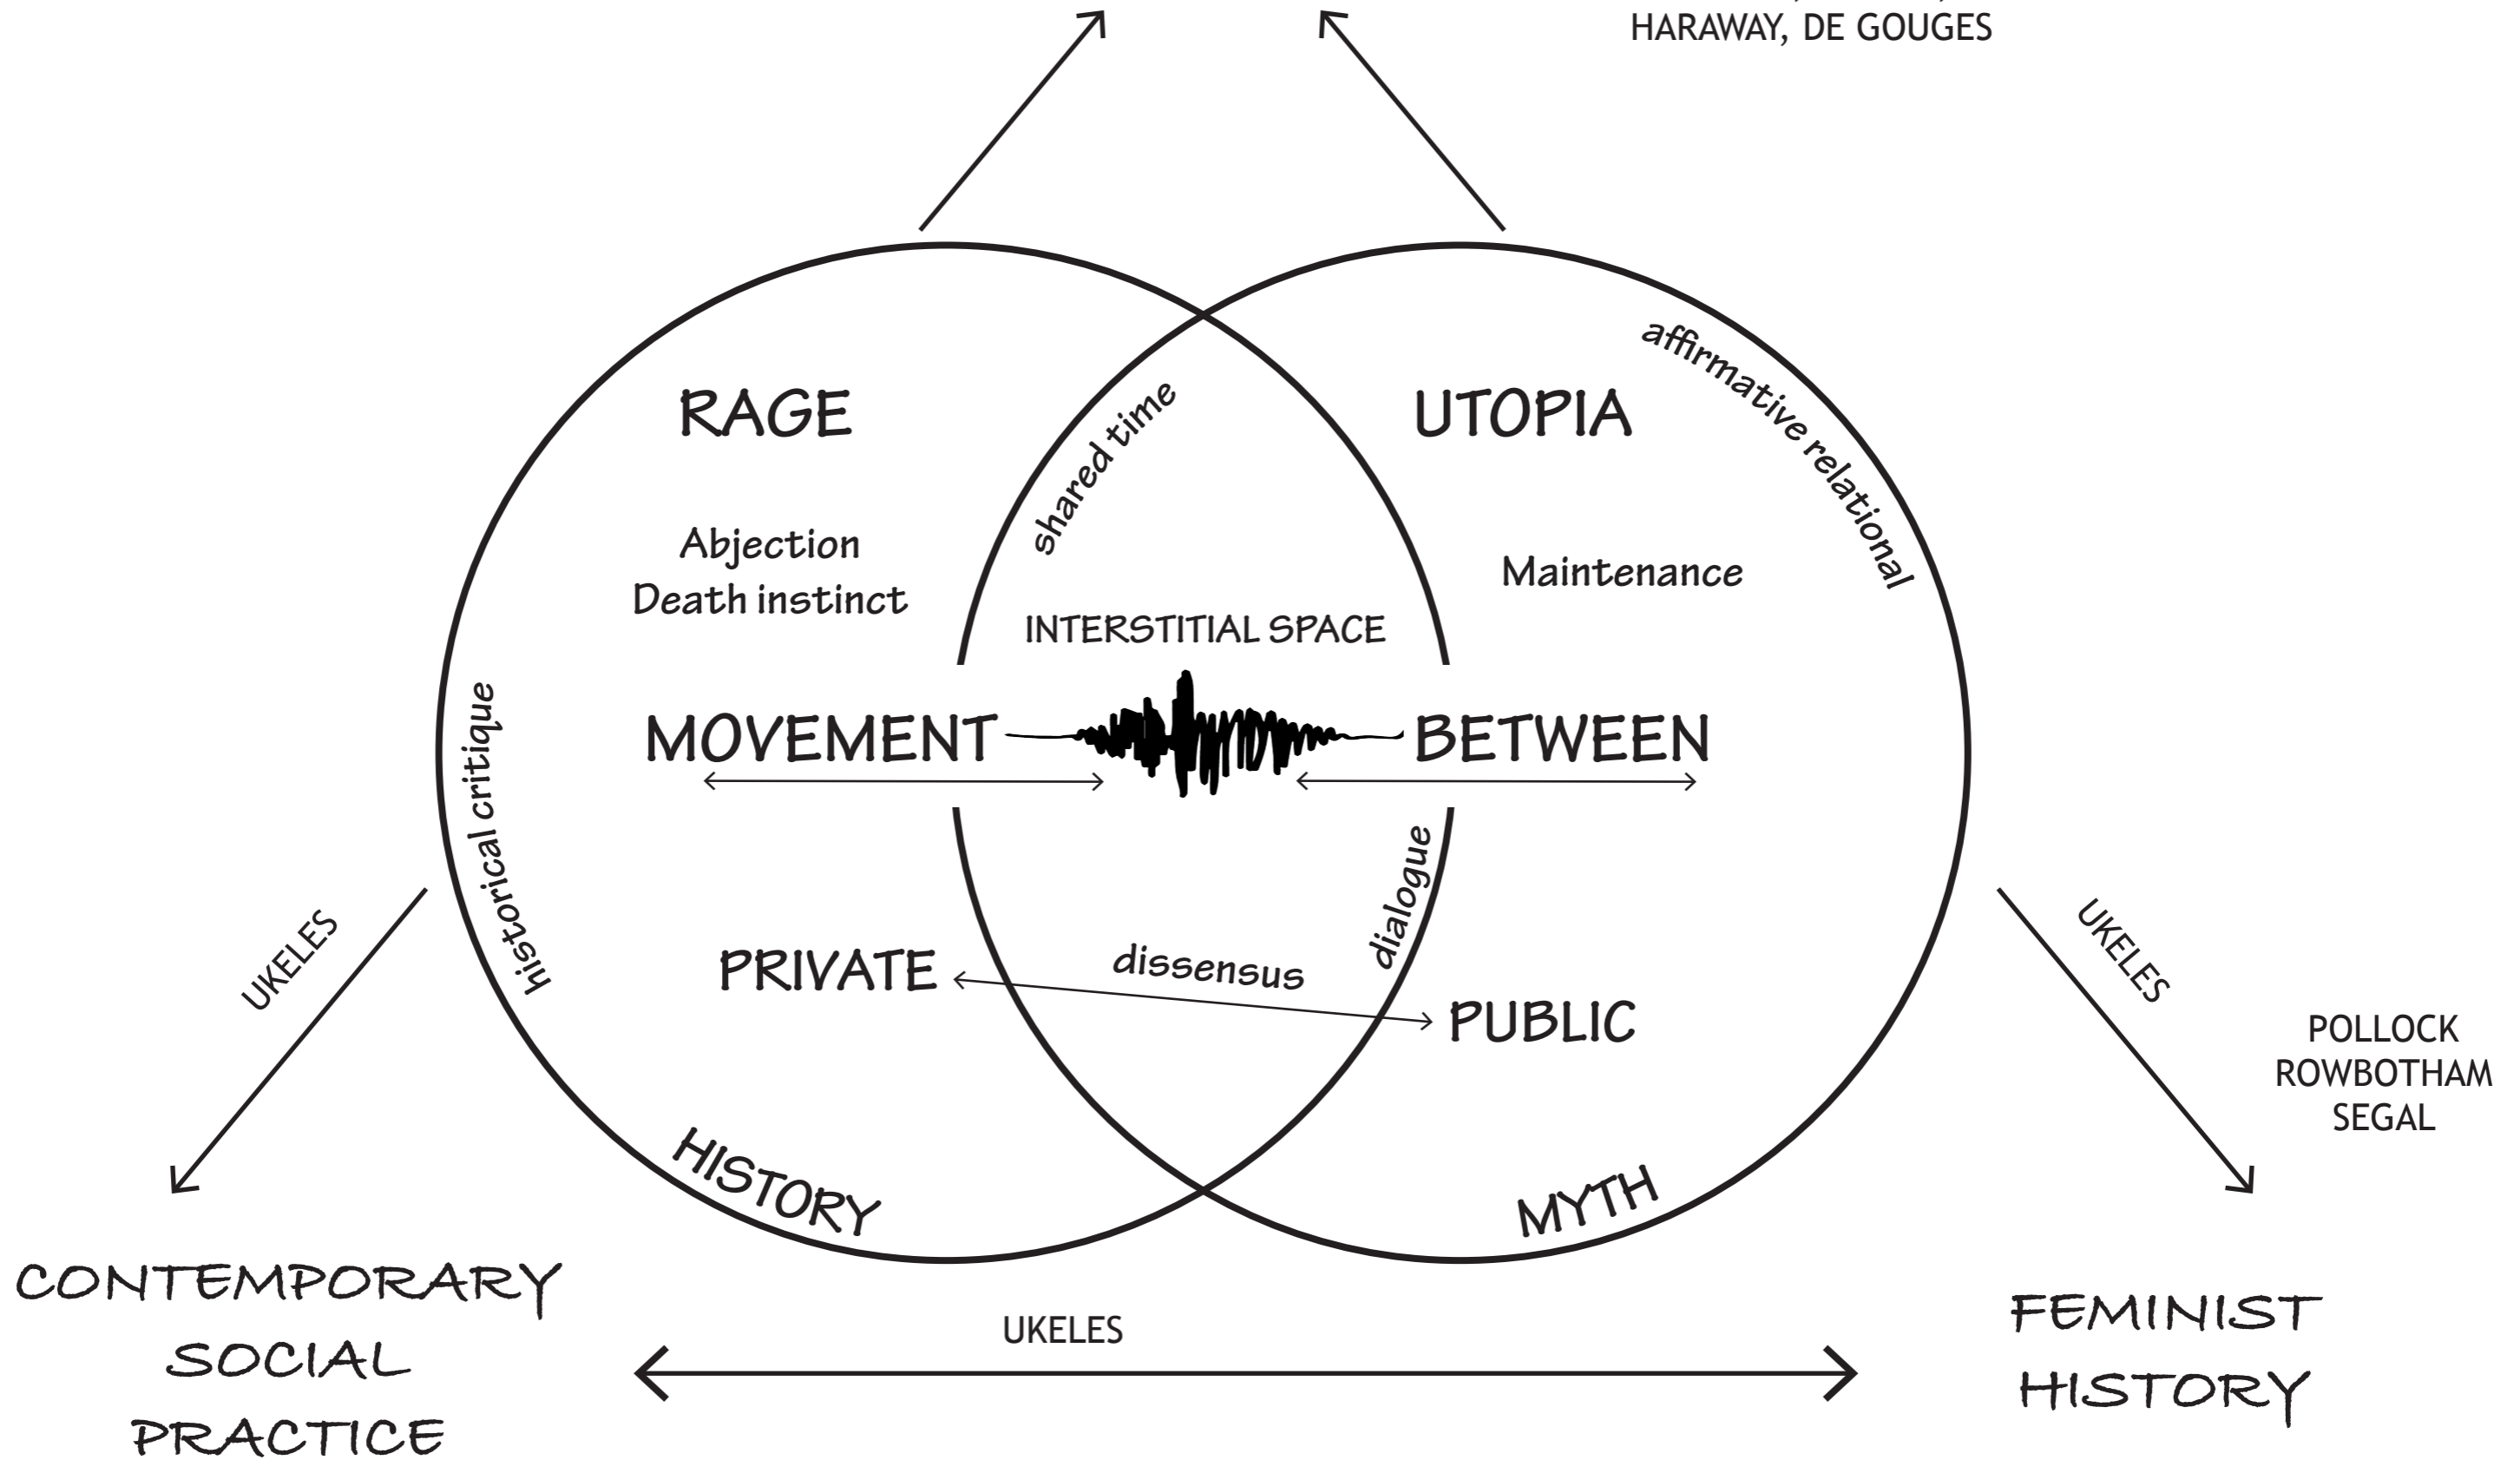 HARAWAY, DE GOUGES
RAGE
UTOPIA
affirmative relational
shared time
Abjection
Death instinct
Maintenance
INTERSTITIAL SPACE
MOVEMENT
BETWEEN
historical critique
dialogue
PRIVATE
dissensus
PUBLIC
UKELES
UKELES
POLLOCK
ROWBOTHAM
SEGAL
HISTORY
MYTH
CONTEMPORARY
SOCIAL
PRACTICE
UKELES
FEMINIST
HISTORY